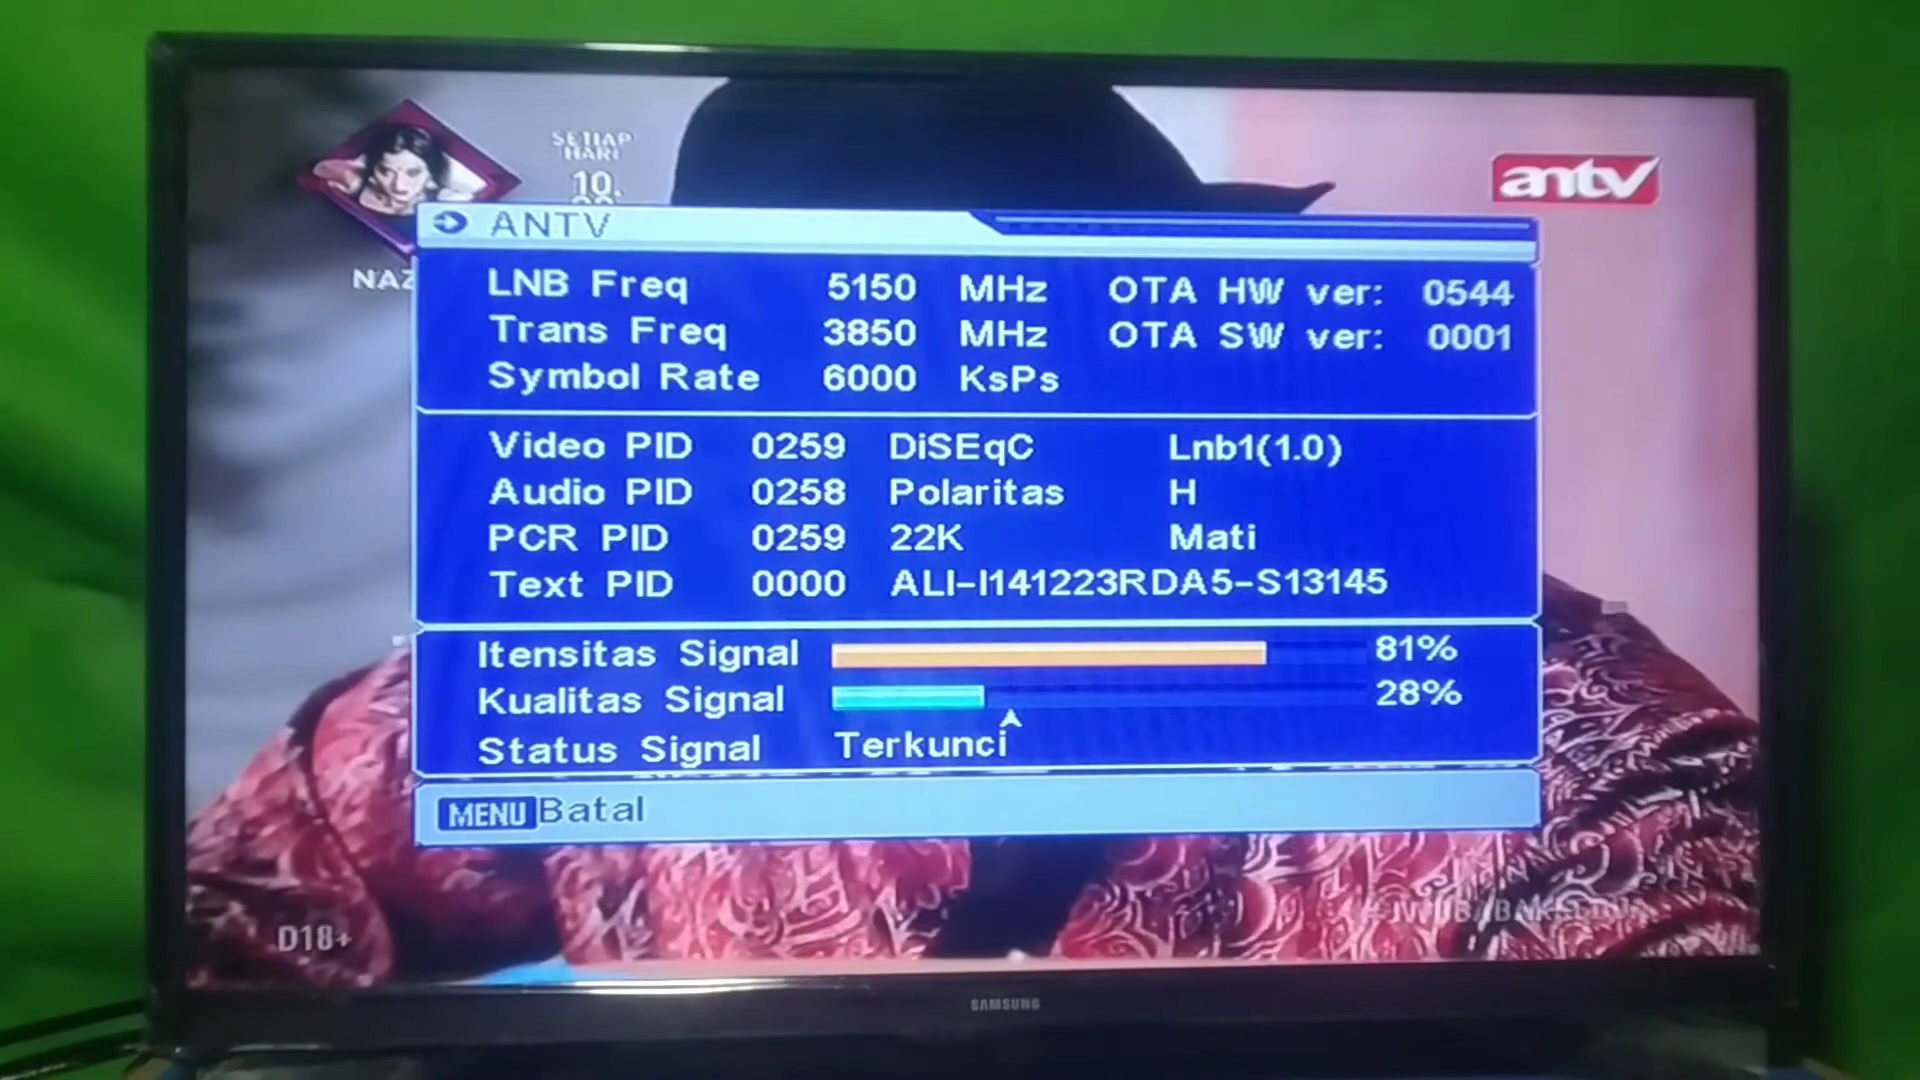 SETIAP
HARI
10.
antv
ANTV
NAZ
LNB Freq 5150 MHz OTA HW ver: 0544
Trans Freq 3850 MHz OTA SW ver: 0001
Symbol Rate 6000 KsPs
Video PID 0259 DiSEqC Lnb1(1.0)
Audio PID 0258 Polaritas H
PCR PID 0259 22K Mati
Text PID 0000 ALI-I141223RDA5-S13145
Itensitas Signal 81%
Kualitas Signal 28%
Status Signal Terkunci
MENU Batal
D18+
SAMSUNG